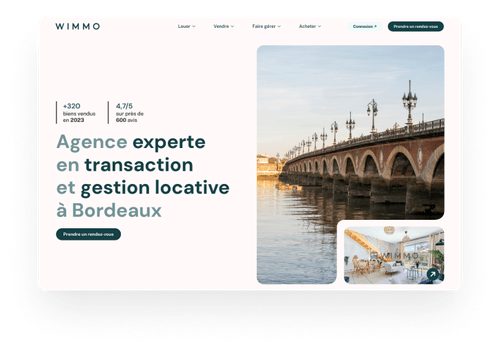 WIMMO
Louer
Vendre
Faire gérer
Acheter
Connexion
Prendre un rendez-vous
+320
biens vendus
en 2023
4,7/5
sur près de
600 avis
Agence experte
en transaction
et gestion locative
à Bordeaux
Prendre un rendez-vous
WIMMO